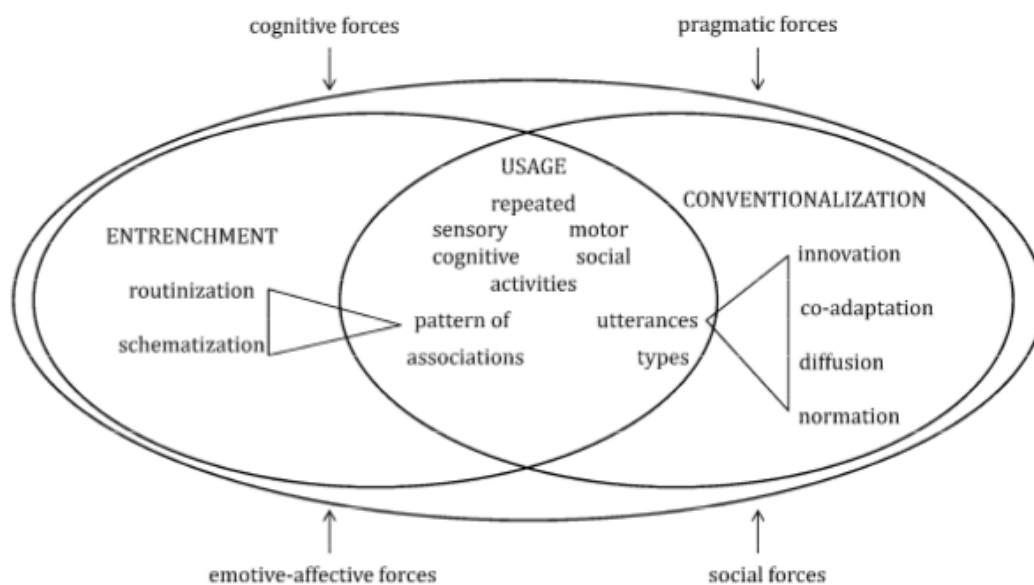 cognitive forces
pragmatic forces
USAGE
repeated
sensory motor
cognitive social
activities
ENTRENCHMENT
routinization
schematization
pattern of
associations
utterances
types
CONVENTIONALIZATION
innovation
co-adaptation
diffusion
normation
emotive-affective forces
social forces